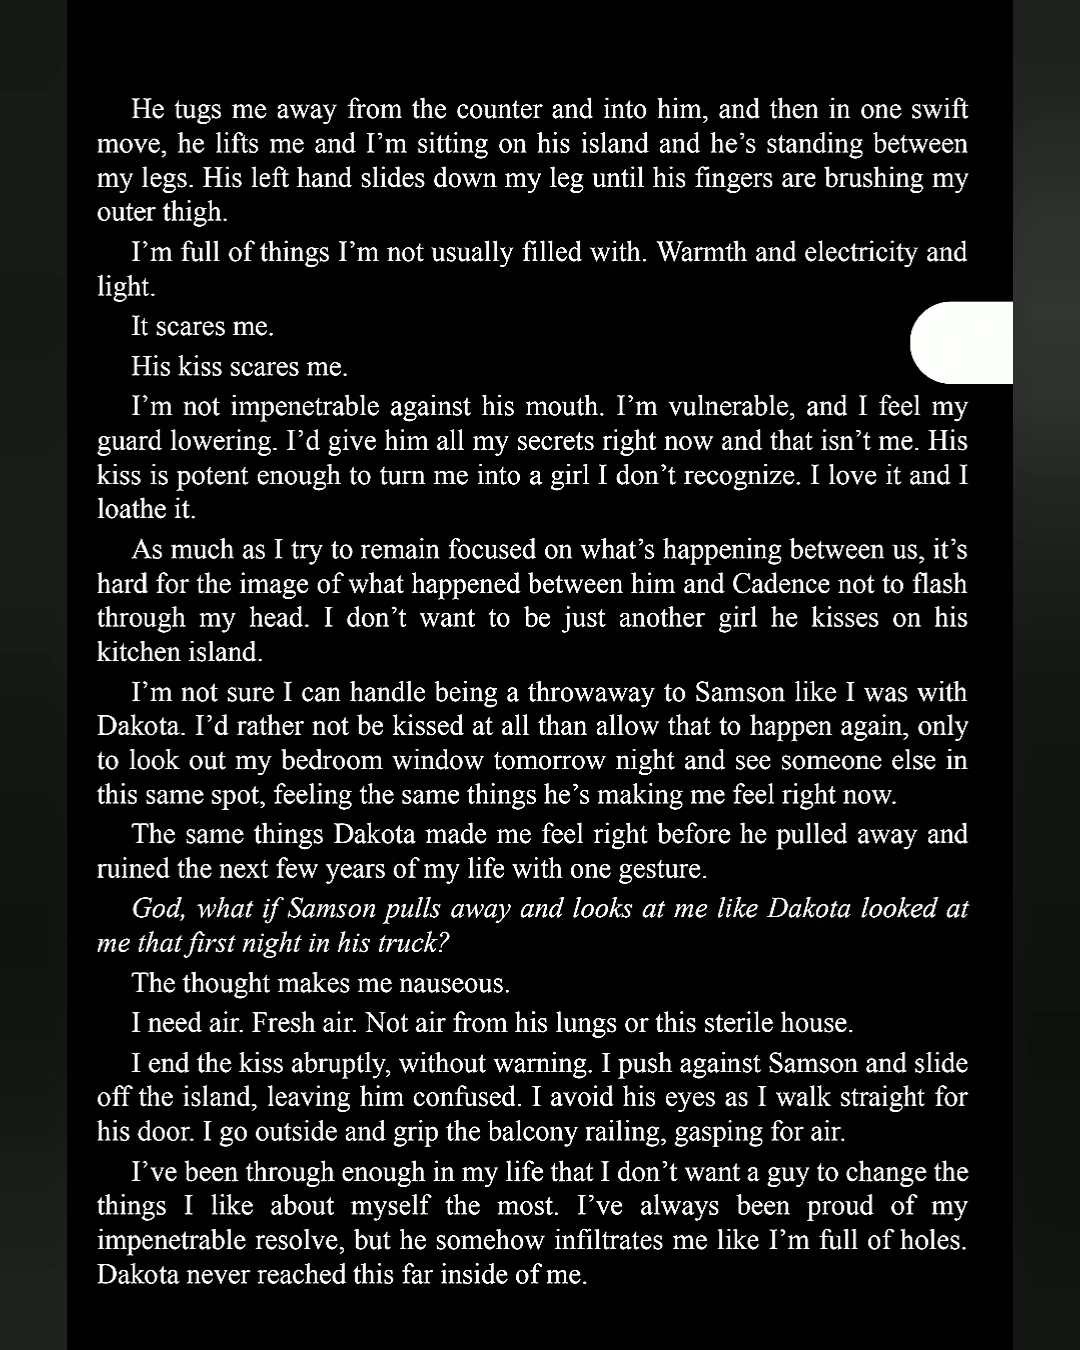 He tugs me away from the counter and into him, and then in one swift
move, he lifts me and I’m sitting on his island and he’s standing between
my legs. His left hand slides down my leg until his fingers are brushing my
outer thigh.
I’m full of things I’m not usually filled with. Warmth and electricity and
light.
It scares me.
His kiss scares me.
I’m not impenetrable against his mouth. I’m vulnerable, and I feel my
guard lowering. I’d give him all my secrets right now and that isn’t me. His
kiss is potent enough to turn me into a girl I don’t recognize. I love it and I
loathe it.
As much as I try to remain focused on what’s happening between us, it’s
hard for the image of what happened between him and Cadence not to flash
through my head. I don’t want to be just another girl he kisses on his
kitchen island.
I’m not sure I can handle being a throwaway to Samson like I was with
Dakota. I’d rather not be kissed at all than allow that to happen again, only
to look out my bedroom window tomorrow night and see someone else in
this same spot, feeling the same things he’s making me feel right now.
The same things Dakota made me feel right before he pulled away and
ruined the next few years of my life with one gesture.
God, what if Samson pulls away and looks at me like Dakota looked at
me that first night in his truck?
The thought makes me nauseous.
I need air. Fresh air. Not air from his lungs or this sterile house.
I end the kiss abruptly, without warning. I push against Samson and slide
off the island, leaving him confused. I avoid his eyes as I walk straight for
his door. I go outside and grip the balcony railing, gasping for air.
I’ve been through enough in my life that I don’t want a guy to change the
things I like about myself the most. I’ve always been proud of my
impenetrable resolve, but he somehow infiltrates me like I’m full of holes.
Dakota never reached this far inside of me.